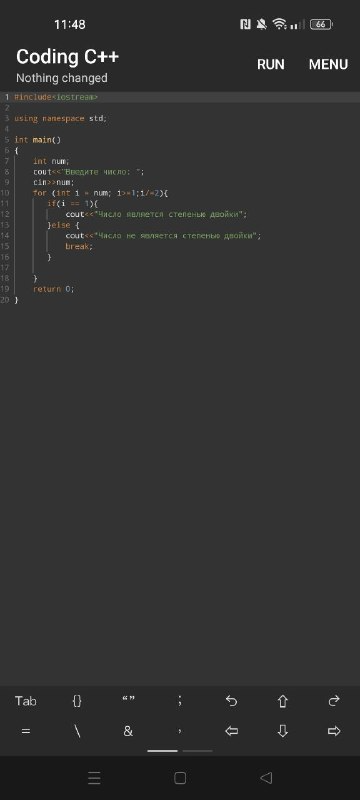 11:48
66
Coding C++
Nothing changed
RUN
MENU
1 #include<iostream>
2
3 using namespace std;
4
5 int main()
6 {
7 int num;
8 cout<<"Введите число: ";
9 cin>>num;
10 for (int i = num; i>=1;i/=2){
11 if(i == 1){
12 cout<<"Число является степенью двойки";
13 }else {
14 cout<<"Число не является степенью двойки";
15 break;
16 }
17
18 }
19 return 0;
20 }
Tab {} “” ;
= \ & ,